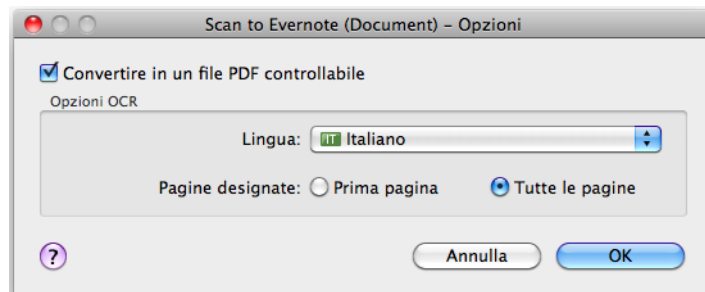 Scan to Evernote (Document) – Opzioni
Convertire in un file PDF controllabile
Opzioni OCR
Lingua: IT Italiano
Pagine designate: Prima pagina Tutte le pagine
? Annulla OK